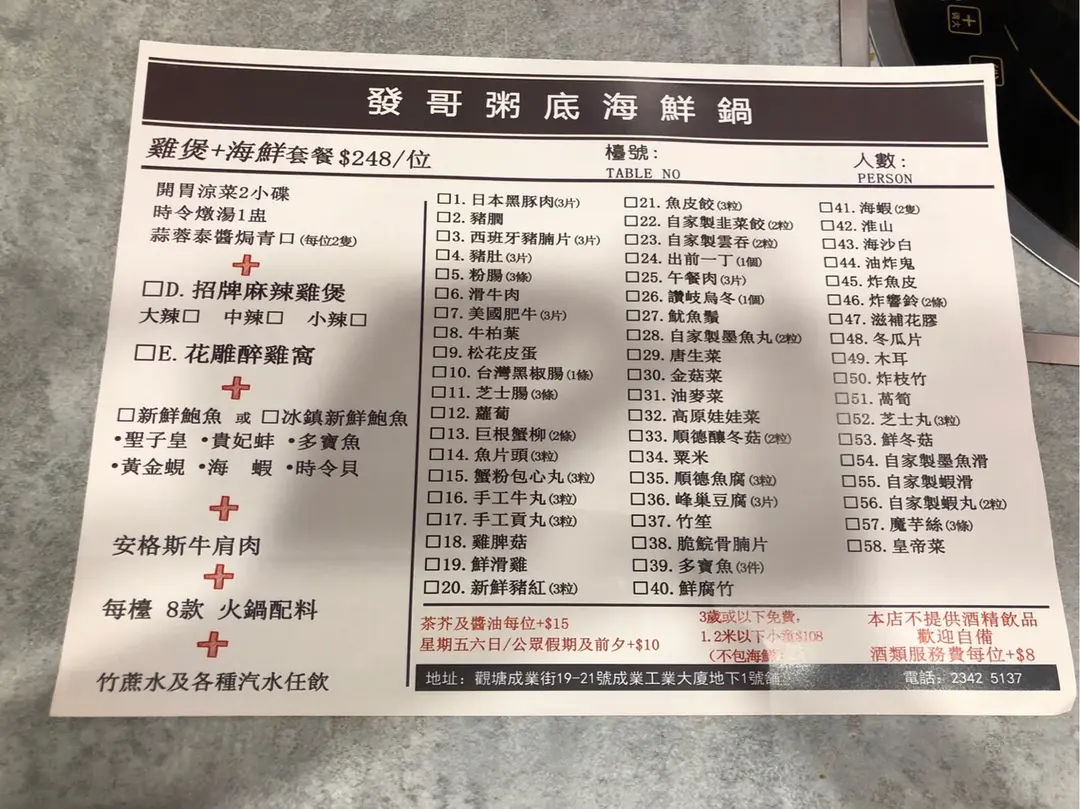 發哥粥底海鮮鍋
雞煲+海鮮套餐$248/位
檯號：
TABLE NO
人數：
PERSON
開胃涼菜2小碟
時令燉湯1盅
蒜蓉泰醬焗青口(每位2隻)
+
□D. 招牌麻辣雞煲
大辣□ 中辣□ 小辣□
□E. 花雕醉雞窩
+
□新鮮鮑魚 或 □冰鎮新鮮鮑魚
•聖子皇 •貴妃蚌 •多寶魚
•黃金蜆 •海 蝦 •時令貝
+
安格斯牛肩肉
+
每檯 8款 火鍋配料
+
竹蔗水及各種汽水任飲
□1. 日本黑豚肉(3片)
□2. 豬膶
□3. 西班牙豬腩片(3片)
□4. 豬肚(3片)
□5. 粉腸(3條)
□6. 滑牛肉
□7. 美國肥牛(3片)
□8. 牛柏葉
□9. 松花皮蛋
□10. 台灣黑椒腸(1條)
□11. 芝士腸(3條)
□12. 蘿蔔
□13. 巨根蟹柳(2條)
□14. 魚片頭(3粒)
□15. 蟹粉包心丸(3粒)
□16. 手工牛丸(3粒)
□17. 手工貢丸(3粒)
□18. 雞脾菇
□19. 鮮滑雞
□20. 新鮮豬紅(3粒)
□21. 魚皮餃(3粒)
□22. 自家製韭菜餃(2粒)
□23. 自家製雲吞(2粒)
□24. 出前一丁(1個)
□25. 午餐肉(3片)
□26. 讚岐烏冬(1個)
□27. 魷魚鬚
□28. 自家製墨魚丸(2粒)
□29. 唐生菜
□30. 金菇菜
□31. 油麥菜
□32. 高原娃娃菜
□33. 順德釀冬菇(2粒)
□34. 粟米
□35. 順德魚腐(3粒)
□36. 峰巢豆腐(3片)
□37. 竹笙
□38. 脆鯇骨腩片
□39. 多寶魚(3件)
□40. 鮮腐竹
□41. 海蝦(2隻)
□42. 淮山
□43. 海沙白
□44. 油炸鬼
□45. 炸魚皮
□46. 炸響鈴(2條)
□47. 滋補花膠
□48. 冬瓜片
□49. 木耳
□50. 炸枝竹
□51. 萵筍
□52. 芝士丸(3粒)
□53. 鮮冬菇
□54. 自家製墨魚滑
□55. 自家製蝦滑
□56. 自家製蝦丸(2粒)
□57. 魔芋絲(3條)
□58. 皇帝菜
茶芥及醬油每位+$15
星期五六日/公眾假期及前夕+$10
3歲或以下免費，
1.2米以下小童$108
(不包海鮮)
本店不提供酒精飲品
歡迎自備
酒類服務費每位+$8
地址：觀塘成業街19-21號成業工業大廈地下1號舖
電話：2342 5137